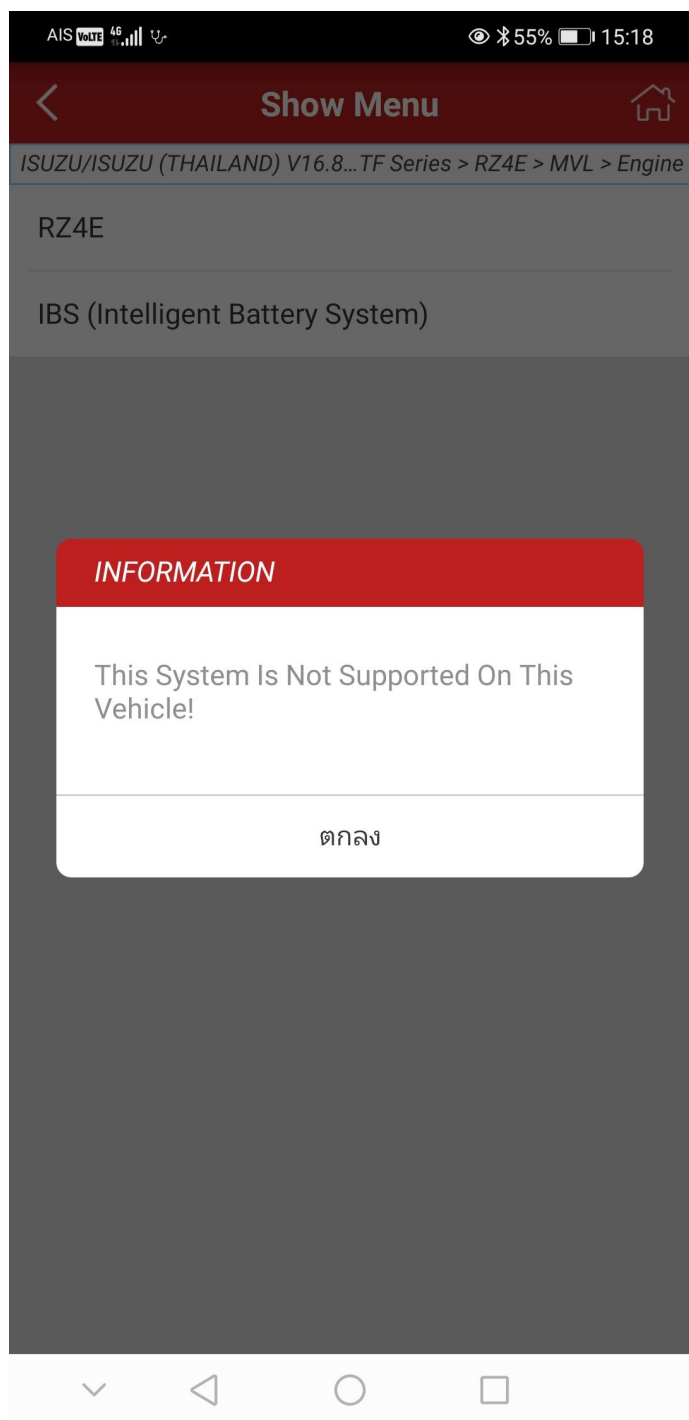 AIS VoLTE 4G 55% 15:18
Show Menu
ISUZU/ISUZU (THAILAND) V16.8...TF Series > RZ4E > MVL > Engine
RZ4E
IBS (Intelligent Battery System)
INFORMATION
This System Is Not Supported On This
Vehicle!
ตกลง